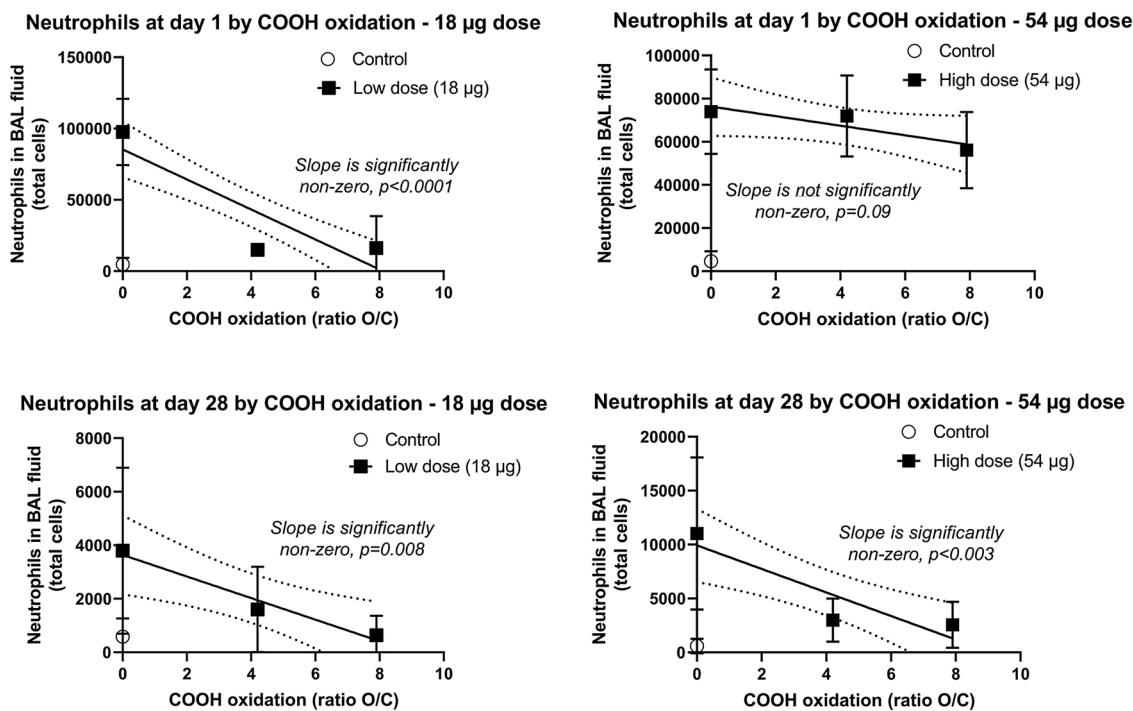 Neutrophils at day 1 by COOH oxidation - 18 µg dose
Neutrophils in BAL fluid
(total cells)
150000
100000
50000
0
Control
Low dose (18 µg)
Slope is significantly
non-zero, p<0.0001
0 2 4 6 8 10
COOH oxidation (ratio O/C)
Neutrophils at day 1 by COOH oxidation - 54 µg dose
Neutrophils in BAL fluid
(total cells)
100000
80000
60000
40000
20000
0
Control
High dose (54 µg)
Slope is not significantly
non-zero, p=0.09
0 2 4 6 8 10
COOH oxidation (ratio O/C)
Neutrophils at day 28 by COOH oxidation - 18 µg dose
Neutrophils in BAL fluid
(total cells)
8000
6000
4000
2000
0
Control
Low dose (18 µg)
Slope is significantly
non-zero, p=0.008
0 2 4 6 8 10
COOH oxidation (ratio O/C)
Neutrophils at day 28 by COOH oxidation - 54 µg dose
Neutrophils in BAL fluid
(total cells)
20000
15000
10000
5000
0
Control
High dose (54 µg)
Slope is significantly
non-zero, p<0.003
0 2 4 6 8 10
COOH oxidation (ratio O/C)